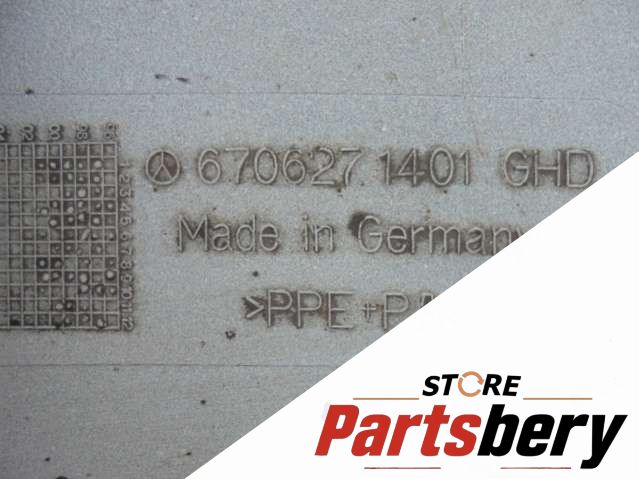 670627 1401 GHD
Made in Germany
>PPE+PA
STORE
Partsbery